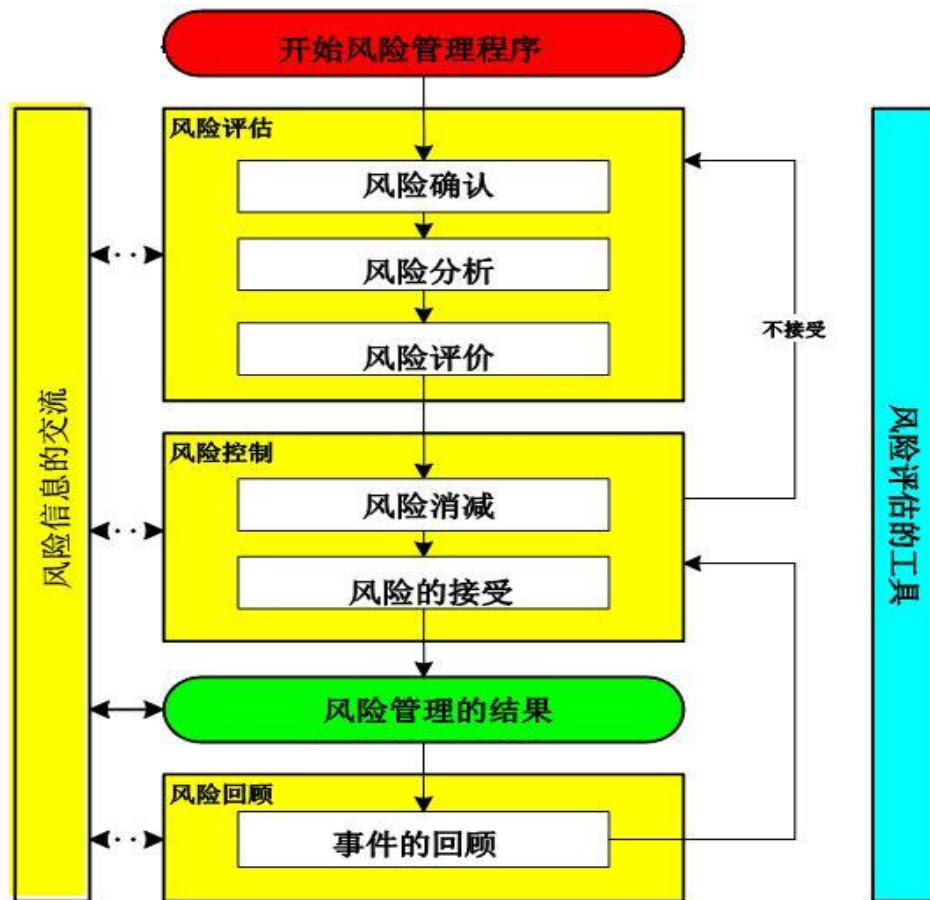 开始风险管理程序
风险评估
风险确认
风险分析
风险评价
不接受
风险控制
风险消减
风险的接受
风险管理的结果
风险回顾
事件的回顾
风险信息的交流
风险评估的工具